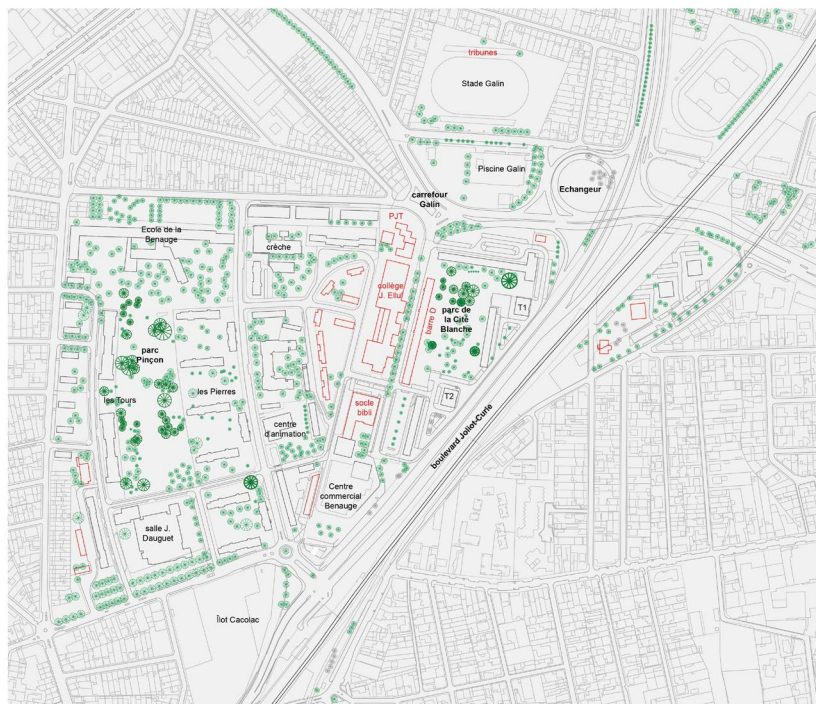 tribunes
Stade Galin
Piscine Galin
Echangeur
carrefour
Galin
PJT
Ecole de la
Benauge
crèche
collège
J. Ellul
barre D
parc de
la Cité
Blanche
T1
parc
Pinçon
les Tours
les Pierres
T2
socle
bibli
centre
d'animation
boulevard Joliot-Curie
Centre
commercial
Benauge
salle J.
Dauguet
Îlot Cacolac